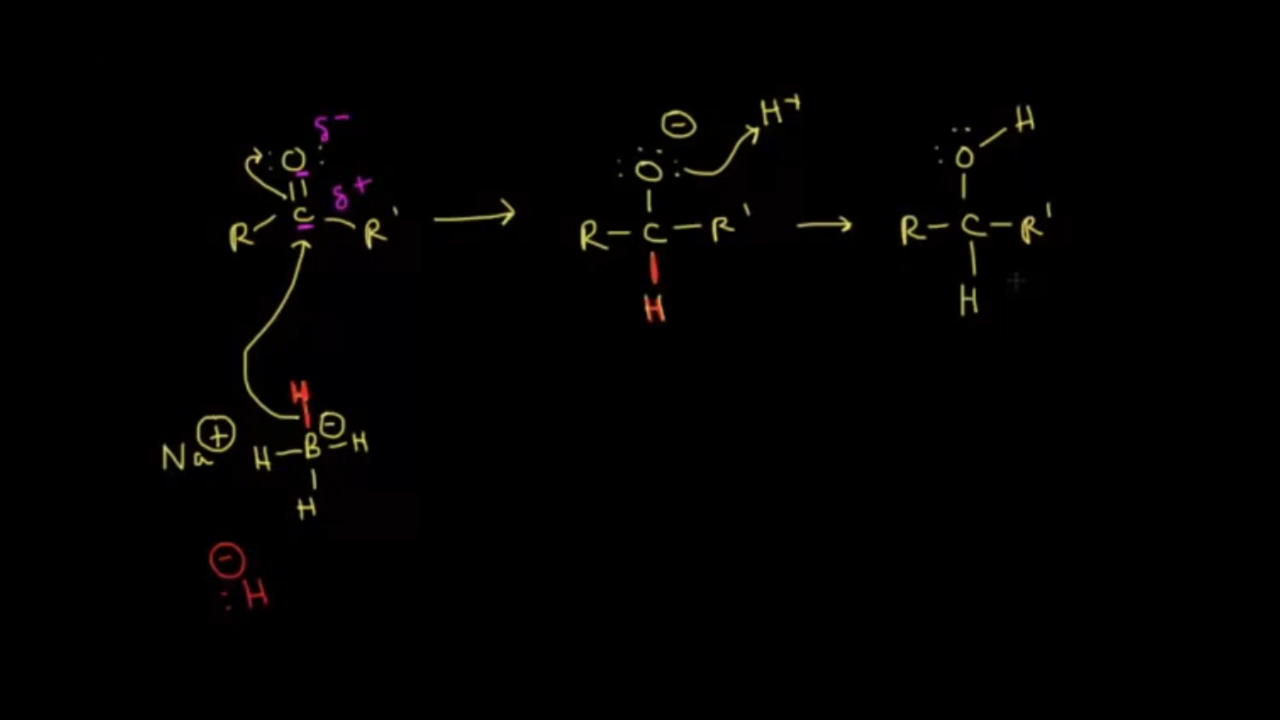 δ- H+
:O: - :O: :O H
δ+
R C R' R-C-R' R-C-R'
H H
H
Na + H-B-H -
H
-
:H